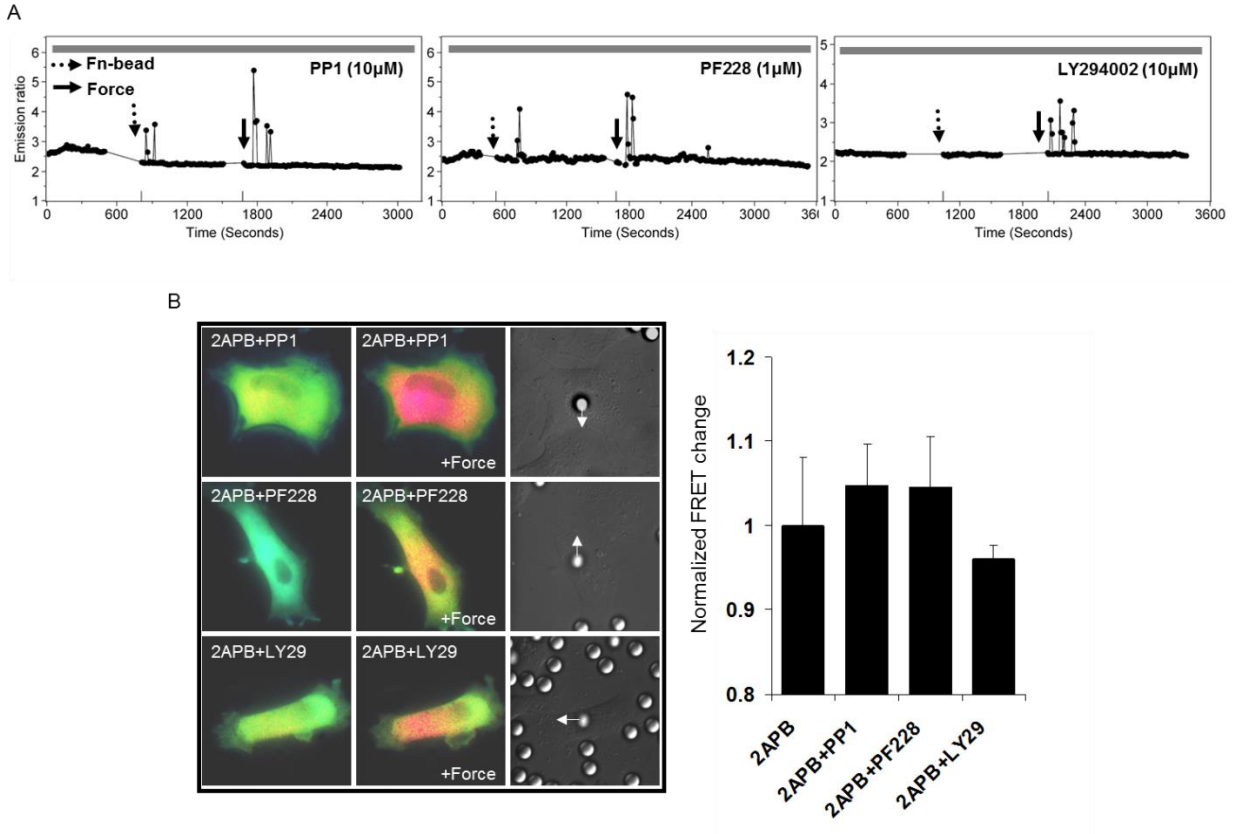 A
Emission ratio
6
5
4
3
2
1
Fn-bead
Force
PP1 (10µM)
0 600 1200 1800 2400 3000
Time (Seconds)
6
5
4
3
2
1
PF228 (1µM)
0 600 1200 1800 2400 3000 36
Time (Seconds)
5
4
3
2
1
LY294002 (10µM)
0 600 1200 1800 2400 3000 3600
Time (Seconds)
B
2APB+PP1
2APB+PP1
+Force
2APB+PF228
2APB+PF228
+Force
2APB+LY29
2APB+LY29
+Force
Normalized FRET change
1.2
1.1
1
0.9
0.8
2APB
2APB+PP1
2APB+PF228
2APB+LY29